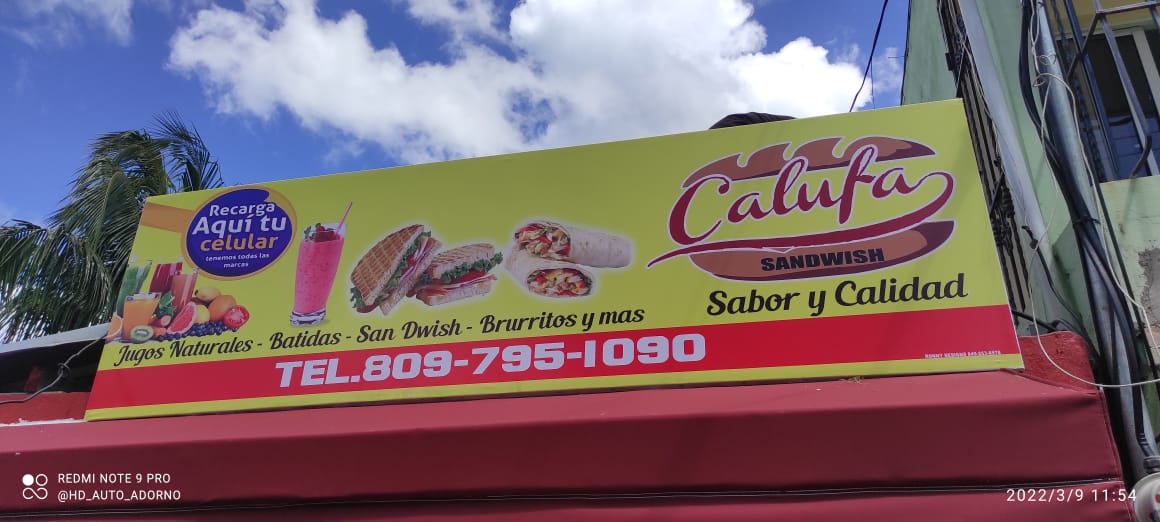 Recarga
Aquí tu
celular
tenemos todas las
marcas
Calufa
SANDWISH
Sabor y Calidad
Jugos Naturales - Batidas - San Dwish - Brurritos y mas
TEL.809-795-1090
REDMI NOTE 9 PRO
@HD_AUTO_ADORNO
2022/3/9 11:54